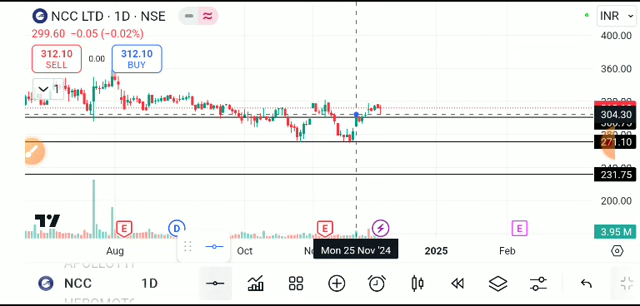 NCC LTD · 1D · NSE
INR
299.60 −0.05 (−0.02%)
400.00
312.10
SELL
0.00
312.10
BUY
360.00
1
304.30
271.10
231.75
200.00
3.95 M
E
D
E
E
Aug
Oct
Mon 25 Nov '24
2025
Feb
NCC
1D